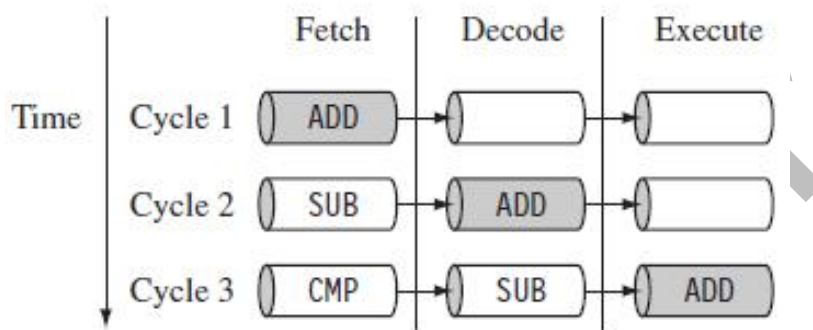 Fetch Decode Execute
Time Cycle 1 ADD
Cycle 2 SUB ADD
Cycle 3 CMP SUB ADD